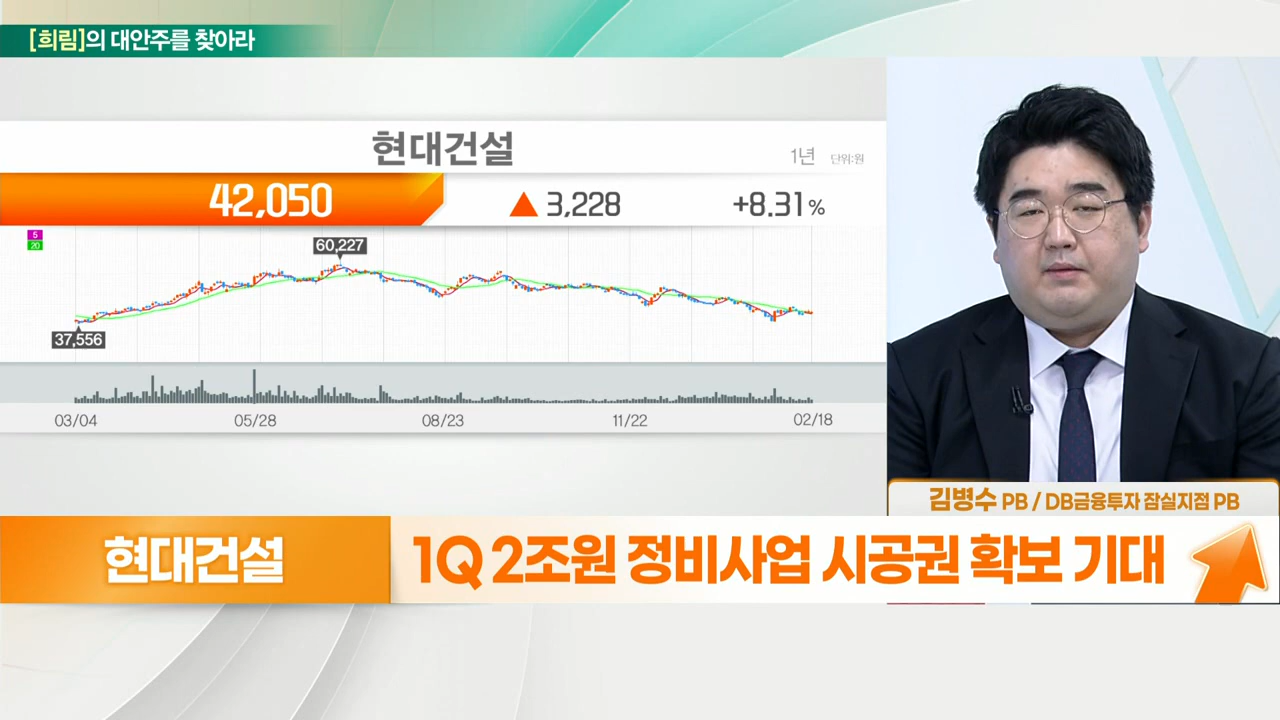 [희림]의 대안주를 찾아라
현대건설
1년 단위:원
42,050 ▲ 3,228 +8.31%
5
20
60,227
37,556
03/04 05/28 08/23 11/22 02/18
김병수 PB / DB금융투자 잠실지점 PB
현대건설 1Q 2조원 정비사업 시공권 확보 기대